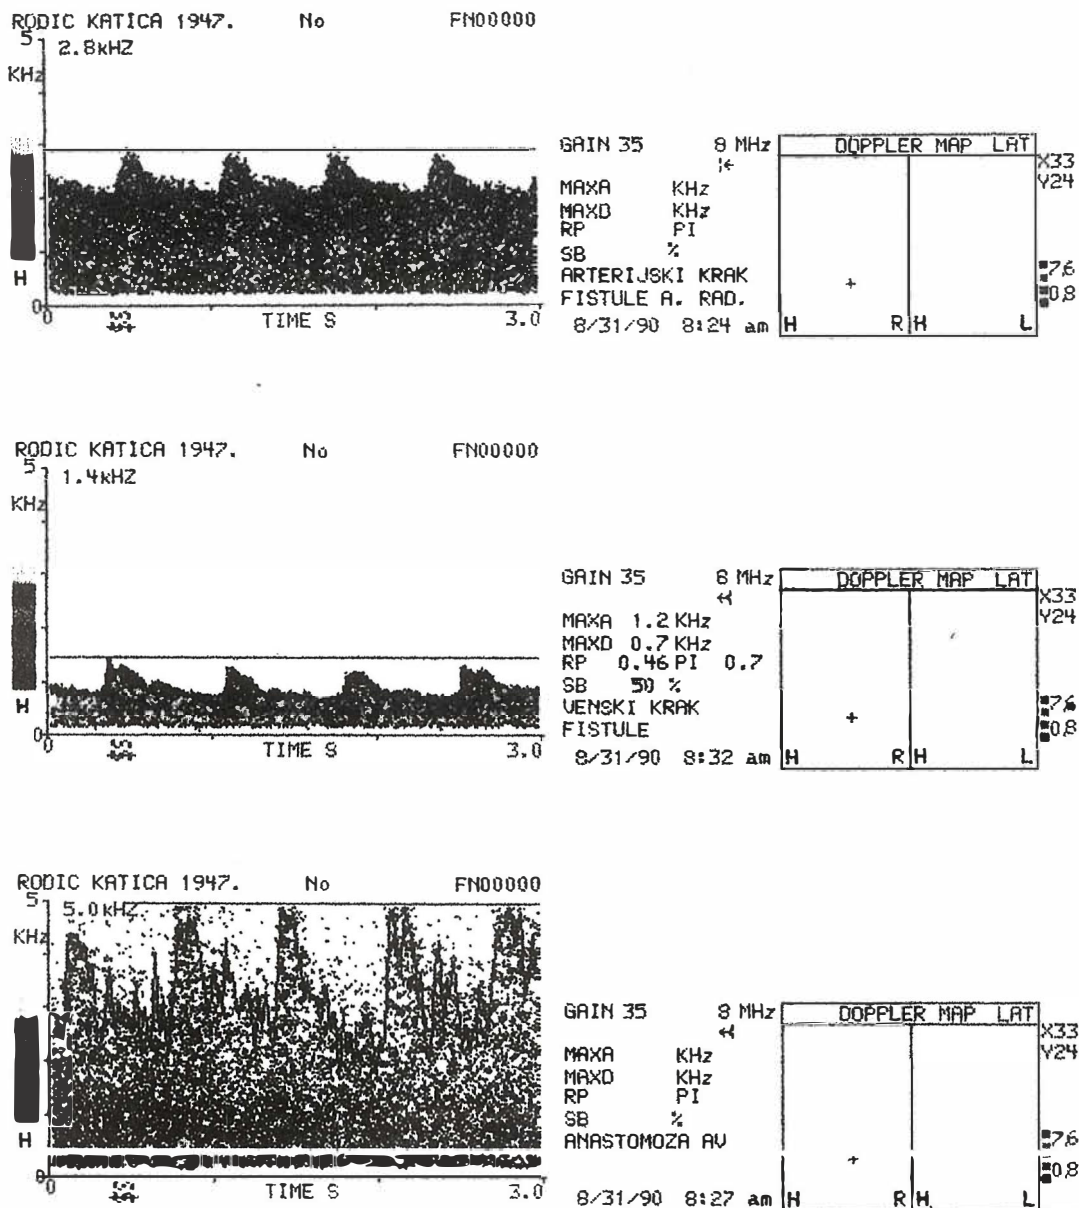 RODIC KATICA 1947. No FN00000
5
2.8kHZ
KHz
H
0
0 TIME S 3.0
GAIN 35 8 MHz
MAXA KHz
MAXD KHz
RP PI
SB %
ARTERIJSKI KRAK
FISTULE A. RAD.
8/31/90 8:24 am
DOPPLER MAP LAT
X33
Y24
7.6
0.8
H R H L
RODIC KATICA 1947. No FN00000
5
1.4kHZ
KHz
H
0
0 TIME S 3.0
GAIN 35 8 MHz
MAXA 1.2 KHz
MAXD 0.7 KHz
RP 0.46 PI 0.7
SB 50 %
VENSKI KRAK
FISTULE
8/31/90 8:32 am
DOPPLER MAP LAT
X33
Y24
7.6
0.8
H R H L
RODIC KATICA 1947. No FN00000
5
5.0kHZ
KHz
H
0
0 TIME S 3.0
GAIN 35 8 MHz
MAXA KHz
MAXD KHz
RP PI
SB %
ANASTOMOZA AV
8/31/90 8:27 am
DOPPLER MAP LAT
X33
Y24
7.6
0.8
H R H L